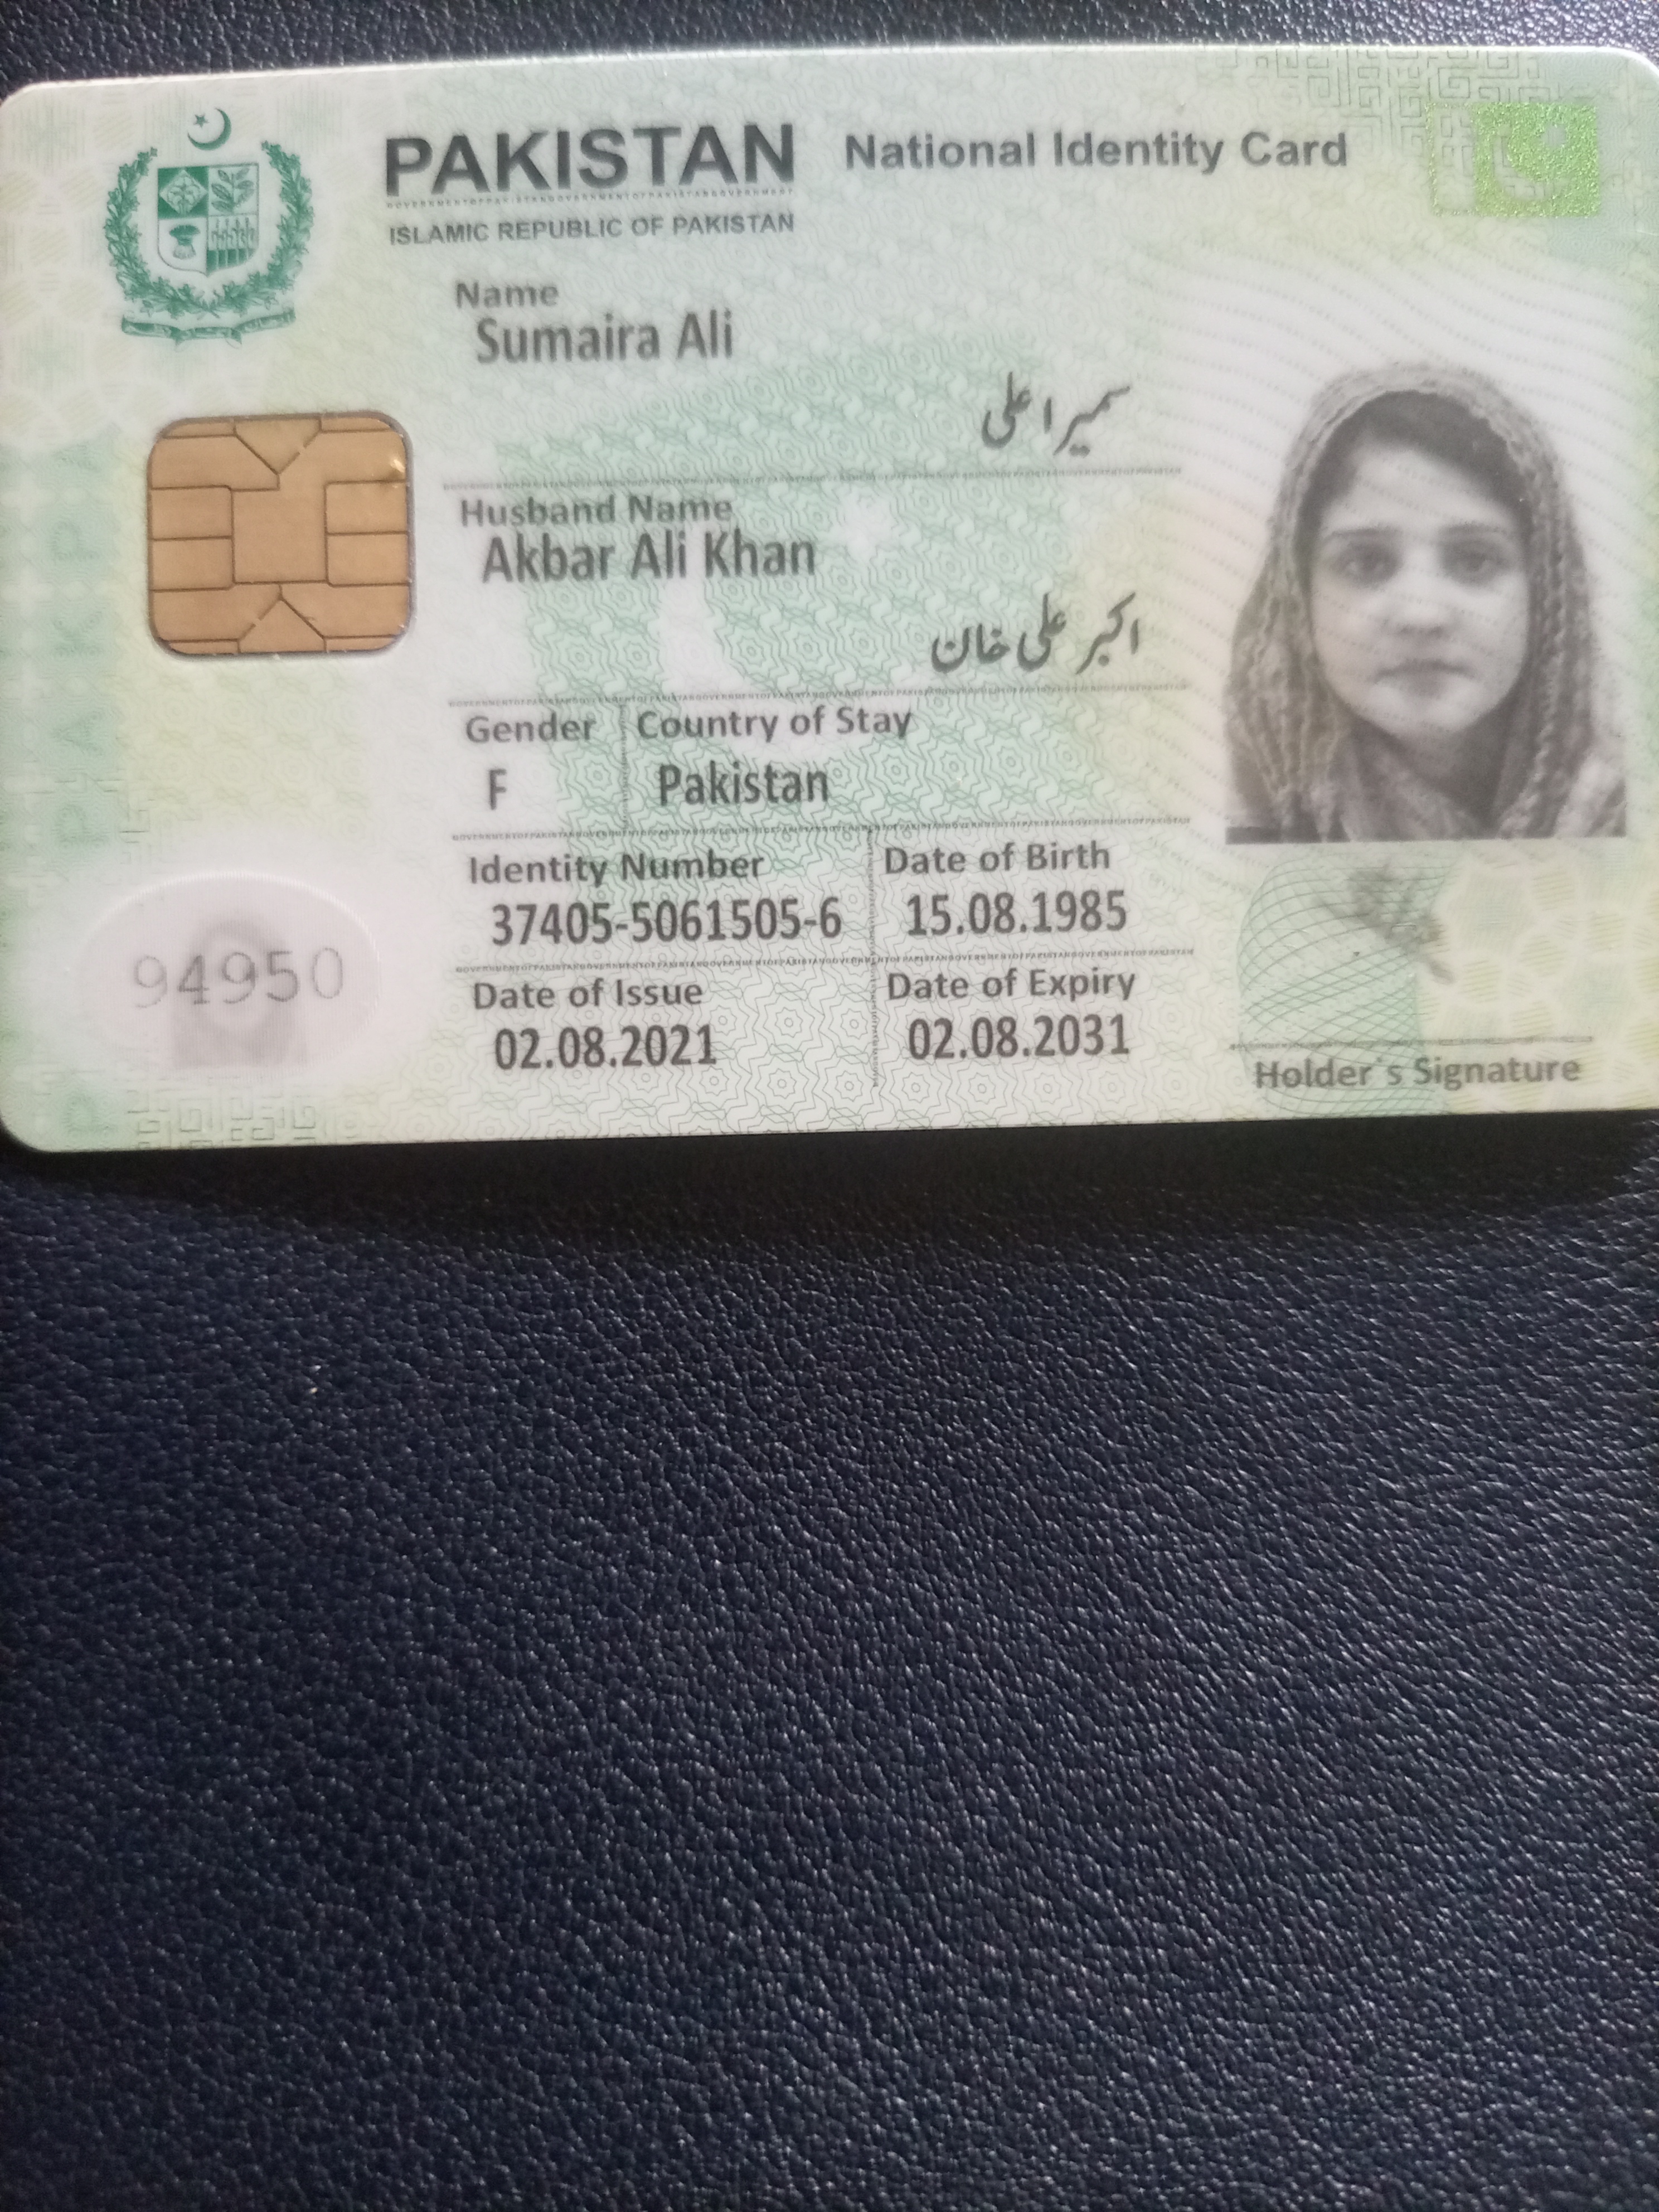 PAKISTAN National Identity Card
ISLAMIC REPUBLIC OF PAKISTAN
Name
Sumaira Ali
سمیرا علی
Husband Name
Akbar Ali Khan
اکبر علی خان
Gender Country of Stay
F Pakistan
Identity Number Date of Birth
37405-5061505-6 15.08.1985
94950
Date of Issue Date of Expiry
02.08.2021 02.08.2031
Holder`s Signature